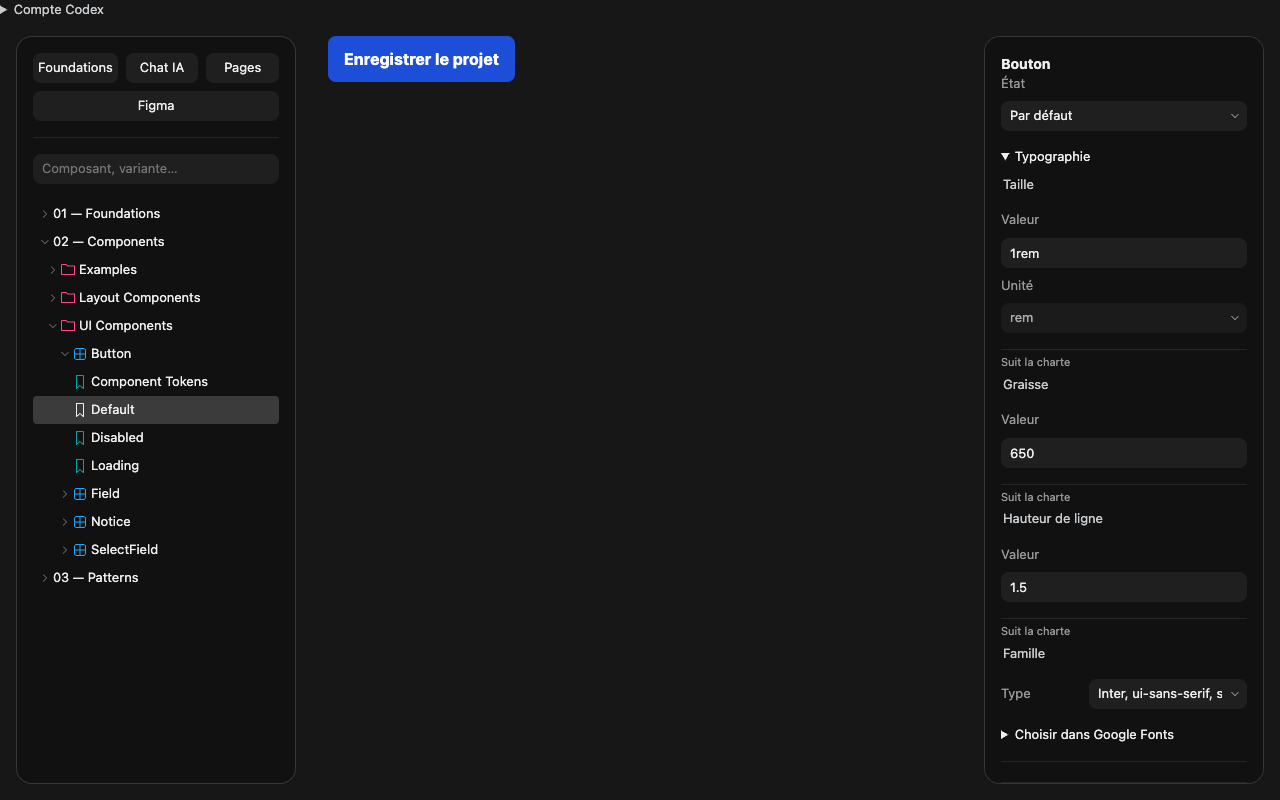 Compte Codex
Foundations
Chat IA
Pages
Figma
Composant, variante...
01 — Foundations
02 — Components
Examples
Layout Components
UI Components
Button
Component Tokens
Default
Disabled
Loading
Field
Notice
SelectField
03 — Patterns
Enregistrer le projet
Bouton
État
Par défaut
Typographie
Taille
Valeur
1rem
Unité
rem
Suit la charte
Graisse
Valeur
650
Suit la charte
Hauteur de ligne
Valeur
1.5
Suit la charte
Famille
Type
Inter, ui-sans-serif, s
Choisir dans Google Fonts